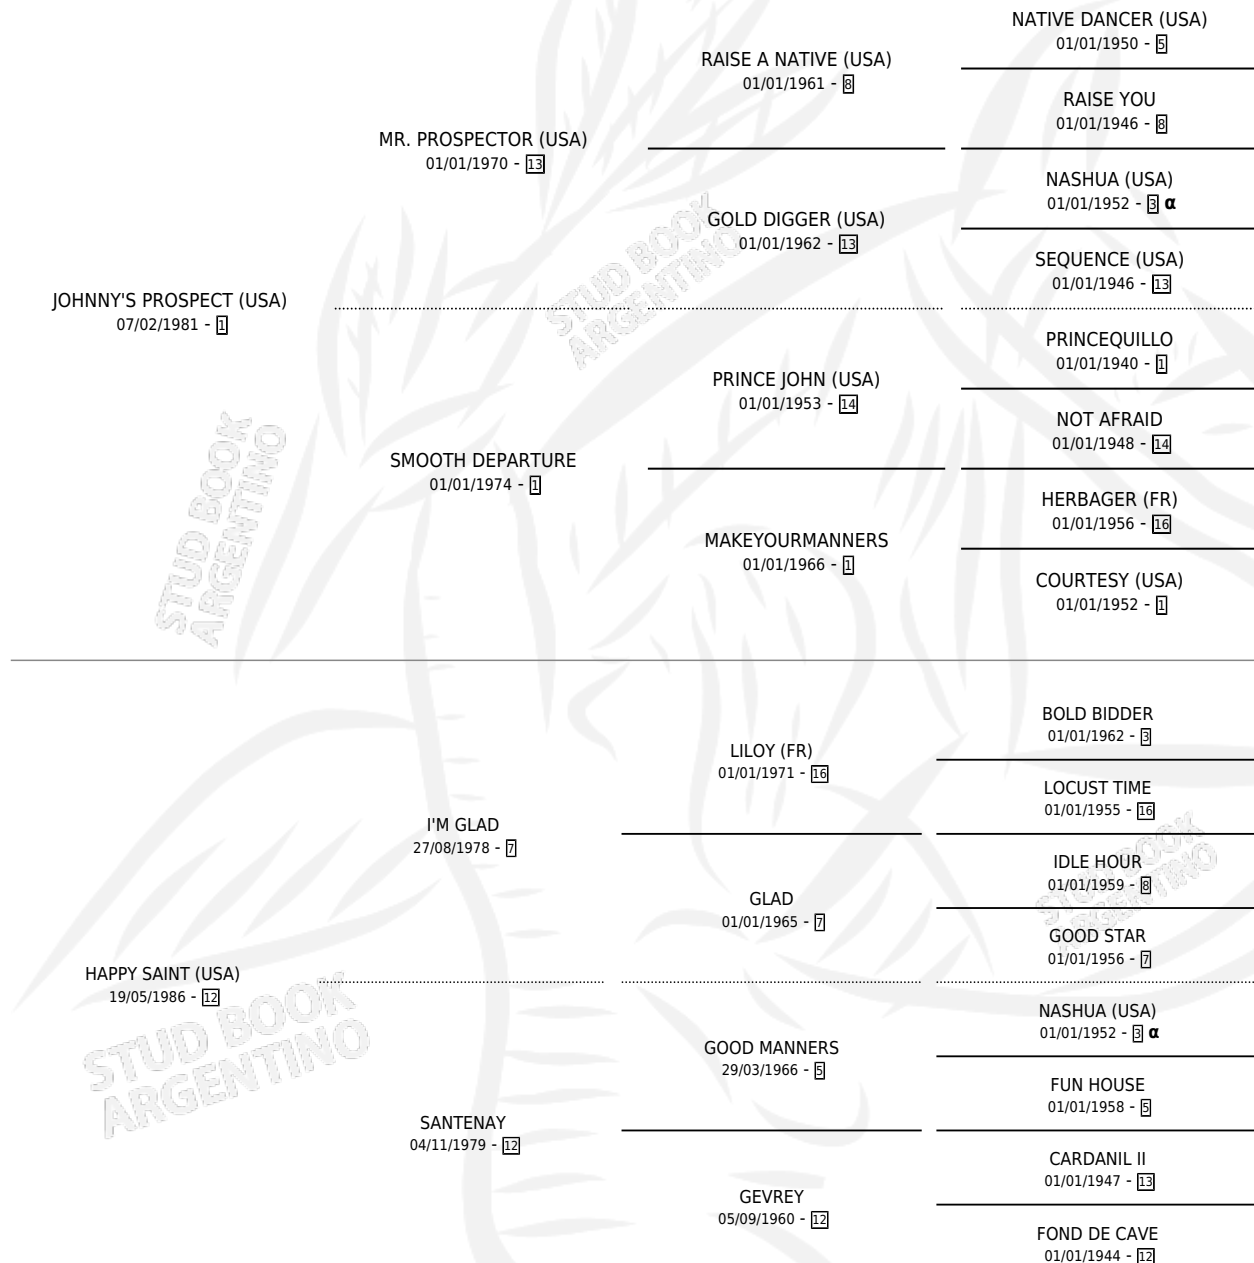 NATIVE DANCER (USA)
01/01/1950 - 5
RAISE A NATIVE (USA)
01/01/1961 - 8
RAISE YOU
01/01/1946 - 8
MR. PROSPECTOR (USA)
01/01/1970 - 13
NASHUA (USA)
01/01/1952 - 3 α
GOLD DIGGER (USA)
01/01/1962 - 13
SEQUENCE (USA)
01/01/1946 - 13
JOHNNY'S PROSPECT (USA)
07/02/1981 - 1
PRINCEQUILLO
01/01/1940 - 1
PRINCE JOHN (USA)
01/01/1953 - 14
NOT AFRAID
01/01/1948 - 14
SMOOTH DEPARTURE
01/01/1974 - 1
HERBAGER (FR)
01/01/1956 - 16
MAKEYOURMANNERS
01/01/1966 - 1
COURTESY (USA)
01/01/1952 - 1
BOLD BIDDER
01/01/1962 - 3
LILOY (FR)
01/01/1971 - 16
LOCUST TIME
01/01/1955 - 16
I'M GLAD
27/08/1978 - 7
IDLE HOUR
01/01/1959 - 8
GLAD
01/01/1965 - 7
GOOD STAR
01/01/1956 - 7
HAPPY SAINT (USA)
19/05/1986 - 12
NASHUA (USA)
01/01/1952 - 3 α
GOOD MANNERS
29/03/1966 - 5
FUN HOUSE
01/01/1958 - 5
SANTENAY
04/11/1979 - 12
CARDANIL II
01/01/1947 - 13
GEVREY
05/09/1960 - 12
FOND DE CAVE
01/01/1944 - 12
STUD BOOK
ARGENTINO
STUD BOOK
ARGENTINO
STUD BOOK
ARGENTINO
STUD BOOK
ARGENTINO